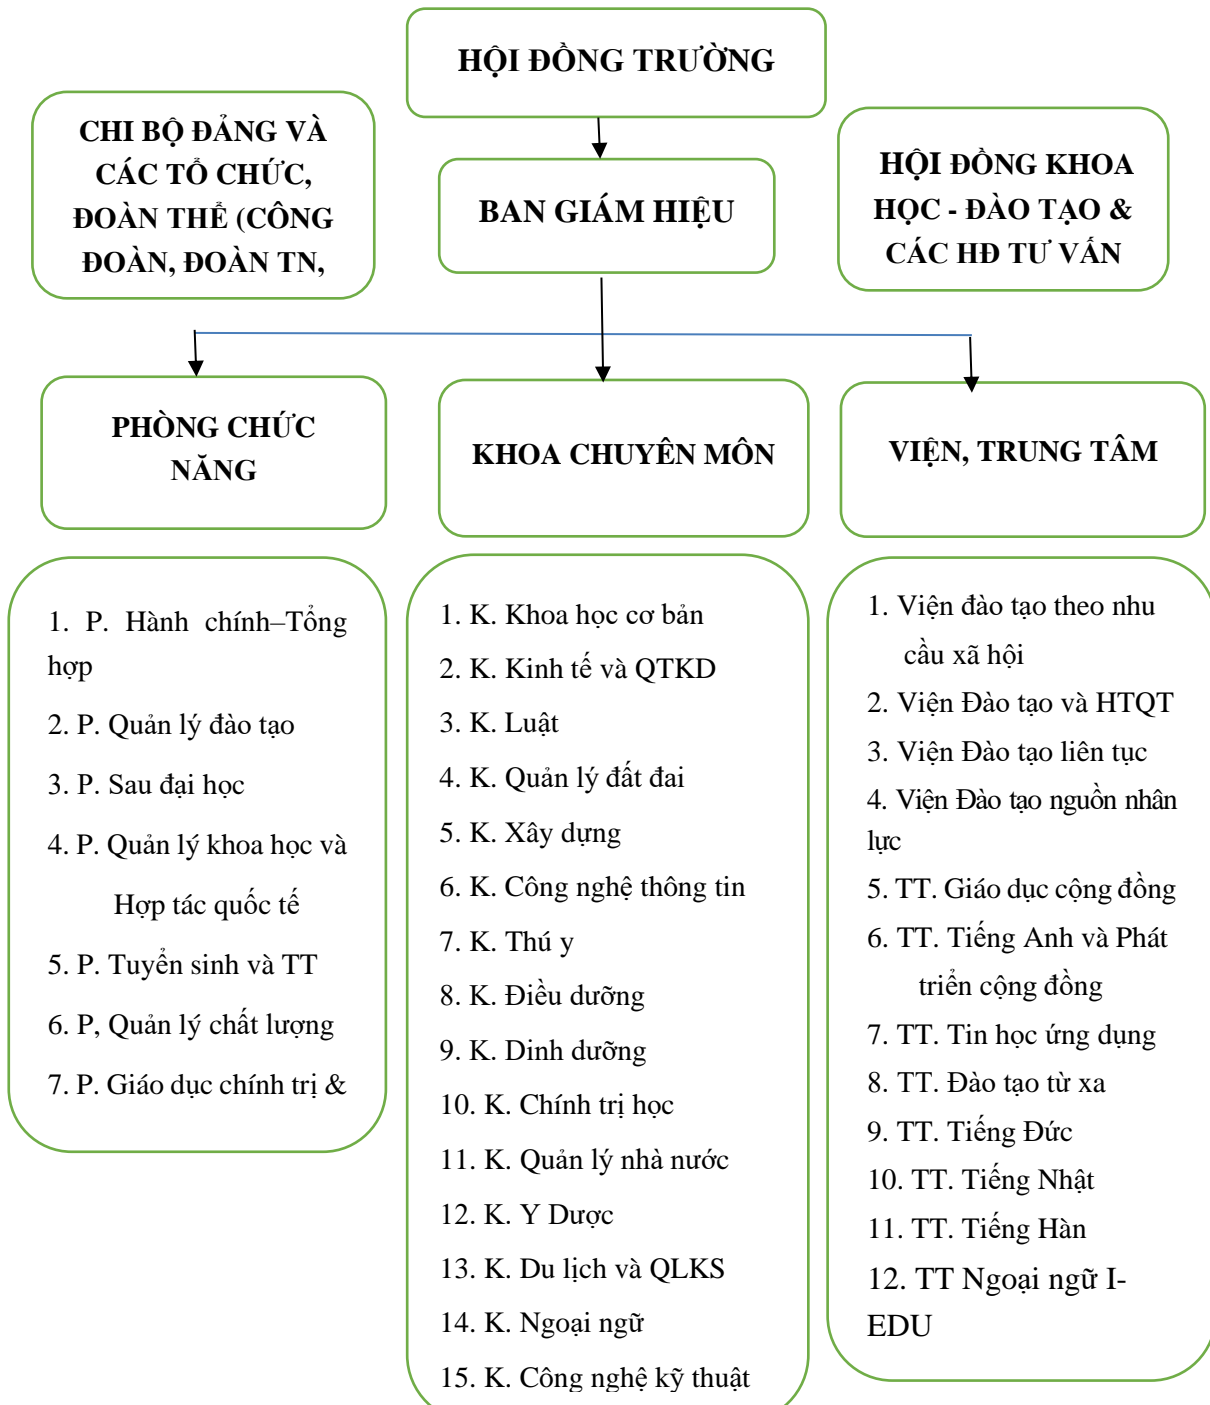 HỘI ĐỒNG TRƯỜNG
CHI BỘ ĐẢNG VÀ
CÁC TỔ CHỨC,
ĐOÀN THỂ (CÔNG
ĐOÀN, ĐOÀN TN,
BAN GIÁM HIỆU
HỘI ĐỒNG KHOA
HỌC - ĐÀO TẠO &
CÁC HĐ TƯ VẤN
PHÒNG CHỨC
NĂNG
KHOA CHUYÊN MÔN
VIỆN, TRUNG TÂM
1. P. Hành chính–Tổng
hợp
2. P. Quản lý đào tạo
3. P. Sau đại học
4. P. Quản lý khoa học và
Hợp tác quốc tế
5. P. Tuyển sinh và TT
6. P, Quản lý chất lượng
7. P. Giáo dục chính trị &
1. K. Khoa học cơ bản
2. K. Kinh tế và QTKD
3. K. Luật
4. K. Quản lý đất đai
5. K. Xây dựng
6. K. Công nghệ thông tin
7. K. Thú y
8. K. Điều dưỡng
9. K. Dinh dưỡng
10. K. Chính trị học
11. K. Quản lý nhà nước
12. K. Y Dược
13. K. Du lịch và QLKS
14. K. Ngoại ngữ
15. K. Công nghệ kỹ thuật
1. Viện đào tạo theo nhu
cầu xã hội
2. Viện Đào tạo và HTQT
3. Viện Đào tạo liên tục
4. Viện Đào tạo nguồn nhân
lực
5. TT. Giáo dục cộng đồng
6. TT. Tiếng Anh và Phát
triển cộng đồng
7. TT. Tin học ứng dụng
8. TT. Đào tạo từ xa
9. TT. Tiếng Đức
10. TT. Tiếng Nhật
11. TT. Tiếng Hàn
12. TT Ngoại ngữ I-
EDU